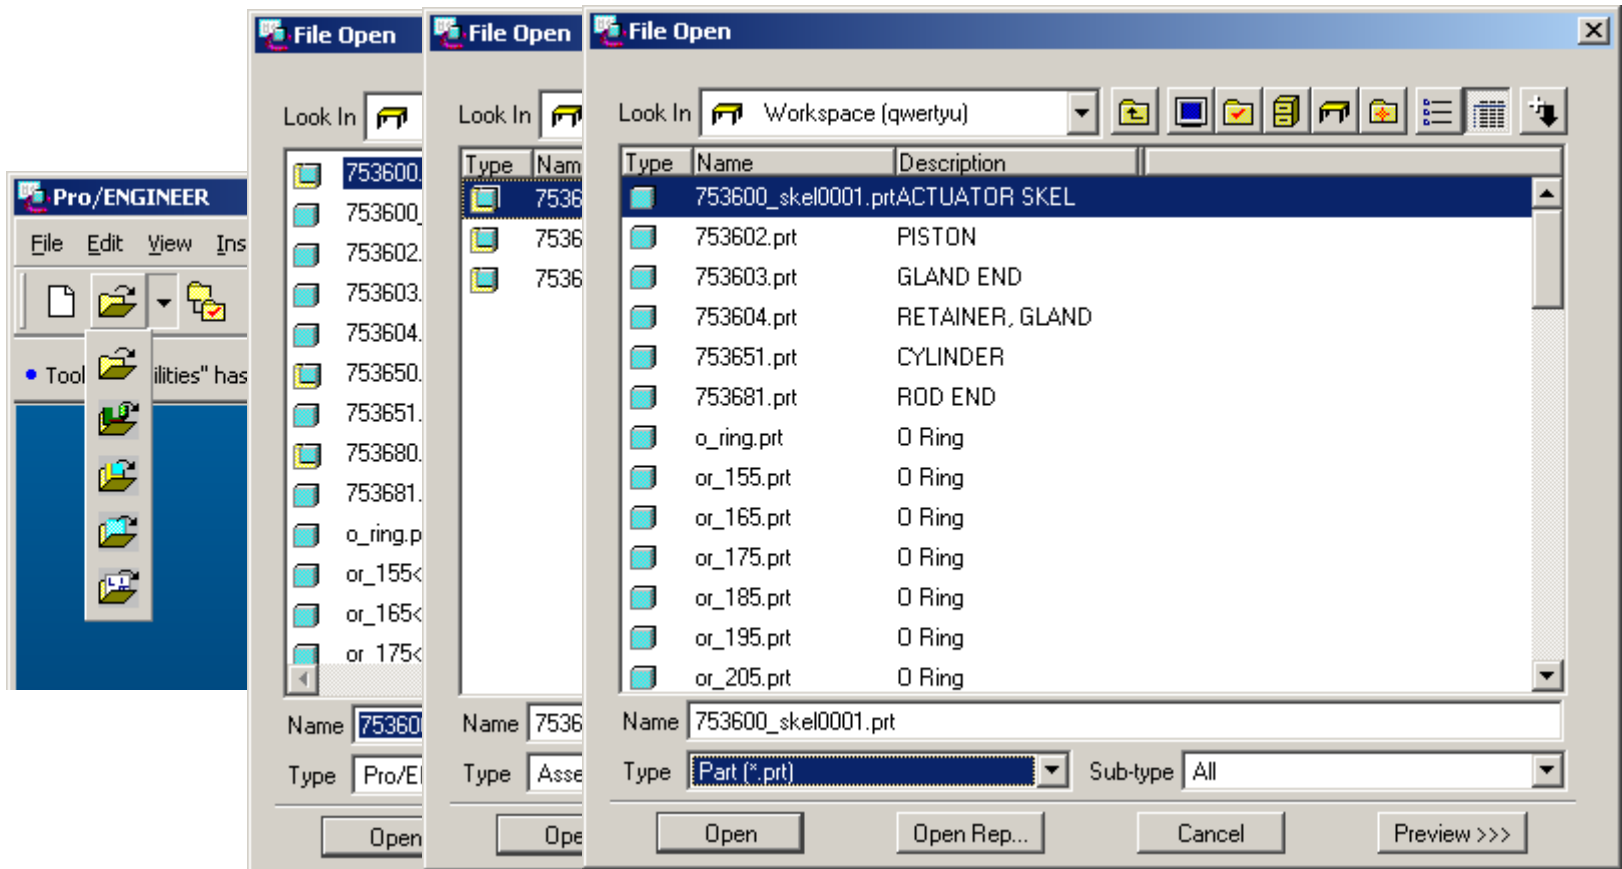 Pro/ENGINEER
File Edit View Ins
Tool ilities" has
File Open
Look In
753600.
753600_
753602.
753603.
753604.
753650.
753651.
753680.
753681.
o_ring.p
or_155<
or_165<
or_175<
Name 75360
Type Pro/E
Open
File Open
Look In
Type Nam
7536
7536
7536
Name 7536
Type Asse
Ope
File Open
Look In Workspace (qwertyu)
Type Name Description
753600_skel0001.prt ACTUATOR SKEL
753602.prt PISTON
753603.prt GLAND END
753604.prt RETAINER, GLAND
753651.prt CYLINDER
753681.prt ROD END
o_ring.prt O Ring
or_155.prt O Ring
or_165.prt O Ring
or_175.prt O Ring
or_185.prt O Ring
or_195.prt O Ring
or_205.prt O Ring
Name 753600_skel0001.prt
Type Part (*.prt) Sub-type All
Open Open Rep... Cancel Preview >>>